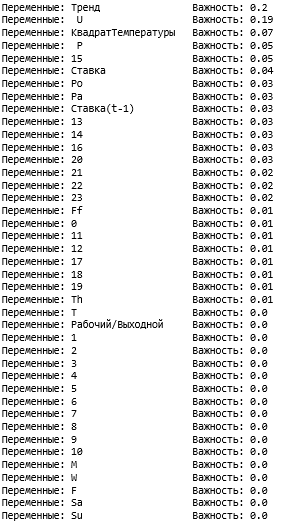 Переменные: Тренд Важность: 0.2
Переменные: U Важность: 0.19
Переменные: КвадратТемпературы Важность: 0.07
Переменные: P Важность: 0.05
Переменные: 15 Важность: 0.05
Переменные: Ставка Важность: 0.04
Переменные: Po Важность: 0.03
Переменные: Pa Важность: 0.03
Переменные: Ставка(t-1) Важность: 0.03
Переменные: 13 Важность: 0.03
Переменные: 14 Важность: 0.03
Переменные: 16 Важность: 0.03
Переменные: 20 Важность: 0.03
Переменные: 21 Важность: 0.02
Переменные: 22 Важность: 0.02
Переменные: 23 Важность: 0.02
Переменные: Ff Важность: 0.01
Переменные: 0 Важность: 0.01
Переменные: 11 Важность: 0.01
Переменные: 12 Важность: 0.01
Переменные: 17 Важность: 0.01
Переменные: 18 Важность: 0.01
Переменные: 19 Важность: 0.01
Переменные: Th Важность: 0.01
Переменные: T Важность: 0.0
Переменные: Рабочий/Выходной Важность: 0.0
Переменные: 1 Важность: 0.0
Переменные: 2 Важность: 0.0
Переменные: 3 Важность: 0.0
Переменные: 4 Важность: 0.0
Переменные: 5 Важность: 0.0
Переменные: 6 Важность: 0.0
Переменные: 7 Важность: 0.0
Переменные: 8 Важность: 0.0
Переменные: 9 Важность: 0.0
Переменные: 10 Важность: 0.0
Переменные: M Важность: 0.0
Переменные: W Важность: 0.0
Переменные: F Важность: 0.0
Переменные: Sa Важность: 0.0
Переменные: Su Важность: 0.0